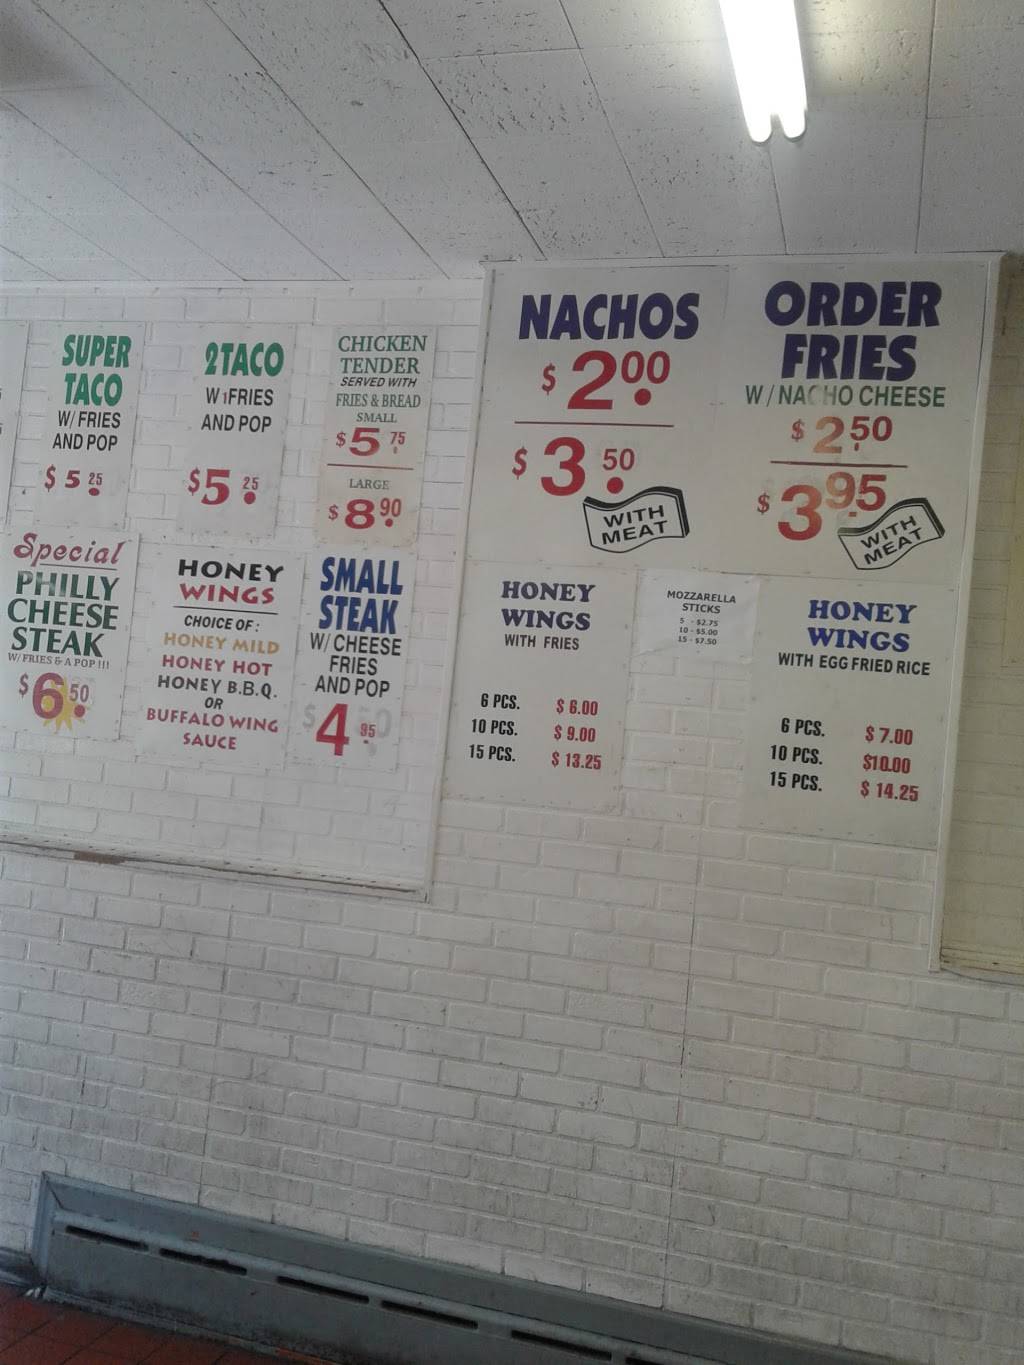 SUPER
TACO
W/ FRIES
AND POP
$ 5.25
2 TACO
W 1 FRIES
AND POP
$5.25
CHICKEN
TENDER
SERVED WITH
FRIES & BREAD
SMALL
$5.75
LARGE
$8.90
Special
PHILLY
CHEESE
STEAK
W/ FRIES & A POP !!!
$6.50
HONEY
WINGS
CHOICE OF :
HONEY MILD
HONEY HOT
HONEY B.B.Q.
OR
BUFFALO WING
SAUCE
SMALL
STEAK
W/ CHEESE
FRIES
AND POP
$4.95
NACHOS
$2.00
$3.50
WITH
MEAT
ORDER
FRIES
W/NACHO CHEESE
$2.50
$3.95
WITH
MEAT
HONEY
WINGS
WITH FRIES
6 PCS. $ 6.00
10 PCS. $ 9.00
15 PCS. $ 13.25
MOZZARELLA
STICKS
5 - $2.75
10 - $5.00
15 - $7.50
HONEY
WINGS
WITH EGG FRIED RICE
6 PCS. $ 7.00
10 PCS. $10.00
15 PCS. $ 14.25